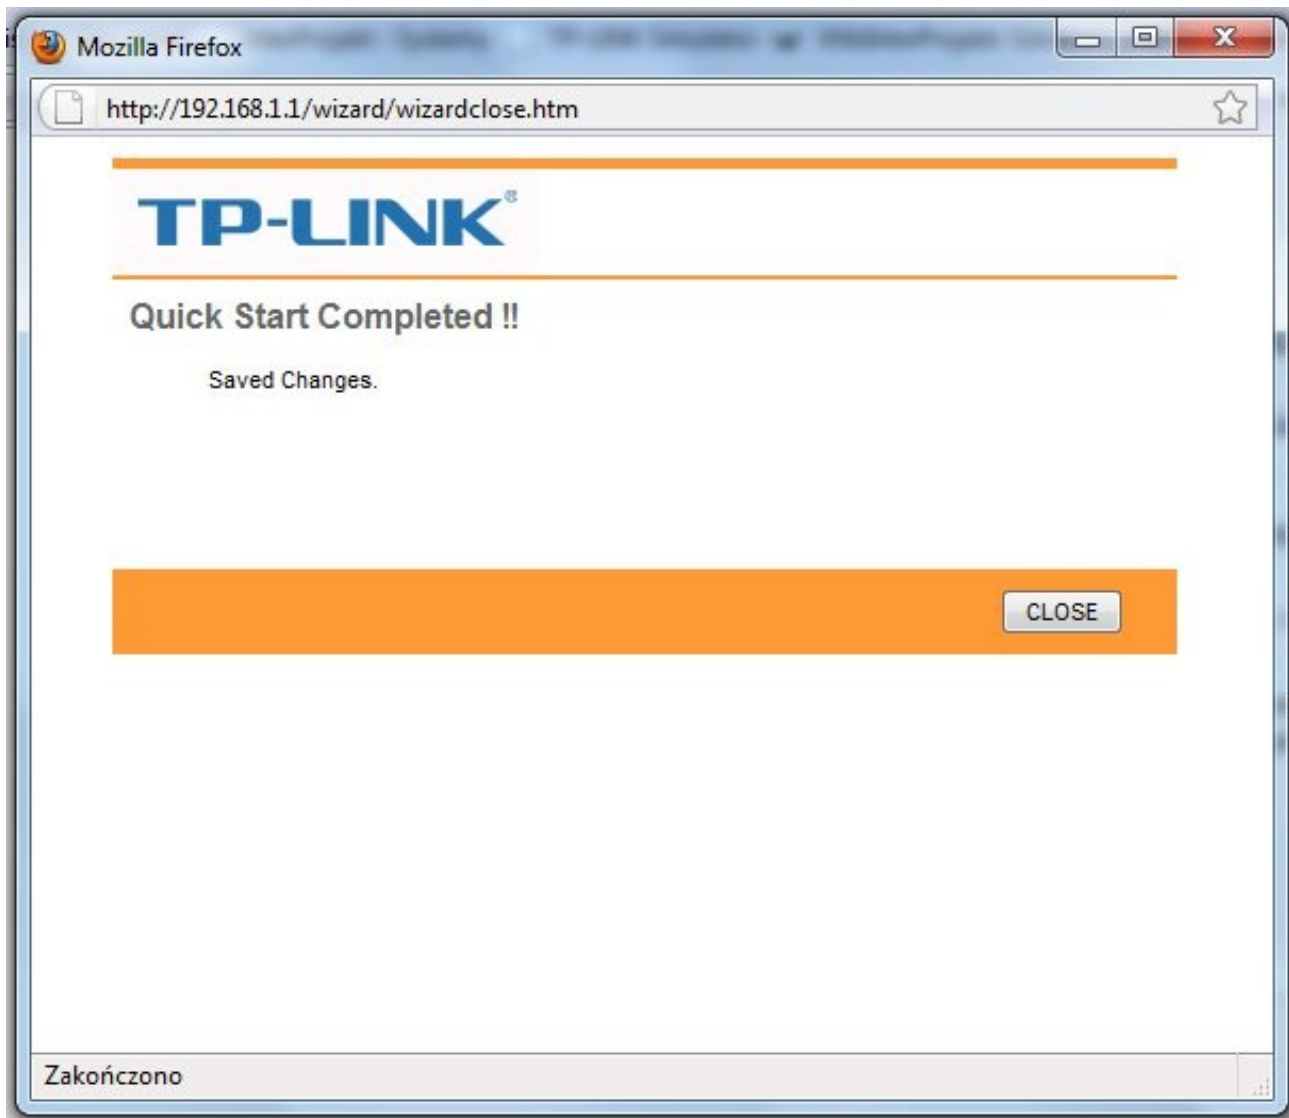 Mozilla Firefox
http://192.168.1.1/wizard/wizardclose.htm
TP-LINK®
Quick Start Completed !!
Saved Changes.
CLOSE
Zakończono